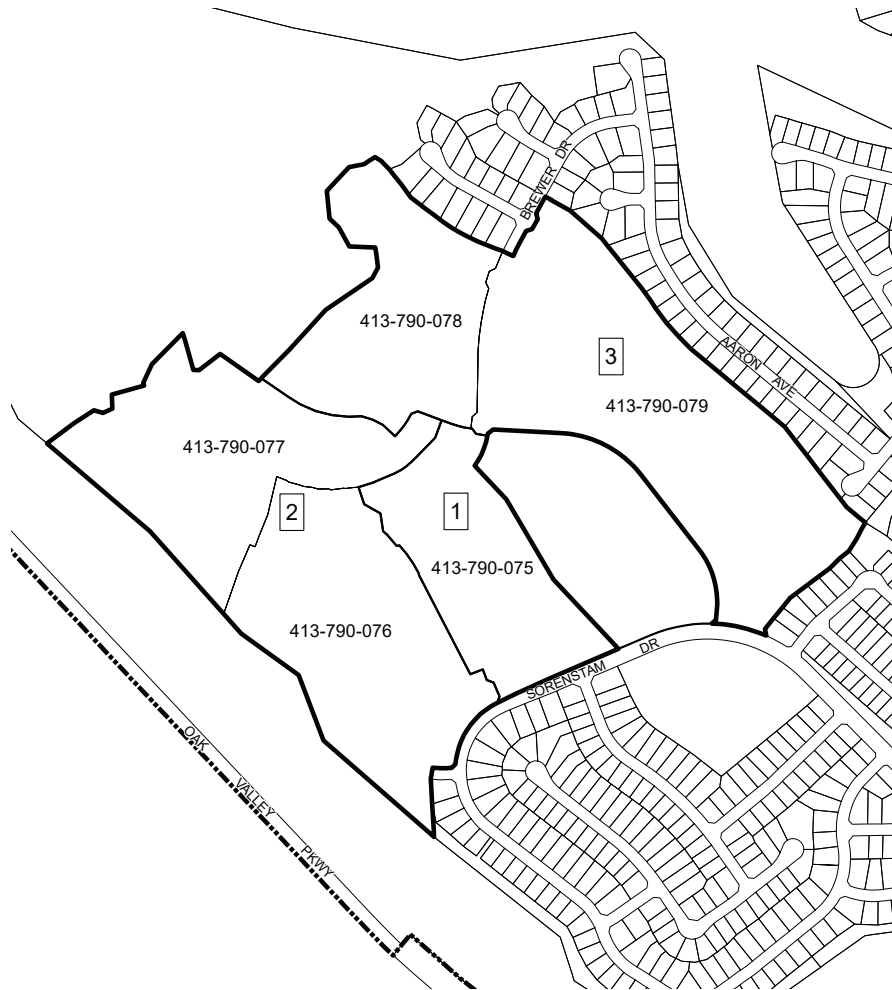 BREWER DR
413-790-078
3
AARON AVE
413-790-079
413-790-077
2
1
413-790-075
413-790-076
SORENSTAM DR
OAK VALLEY PKWY